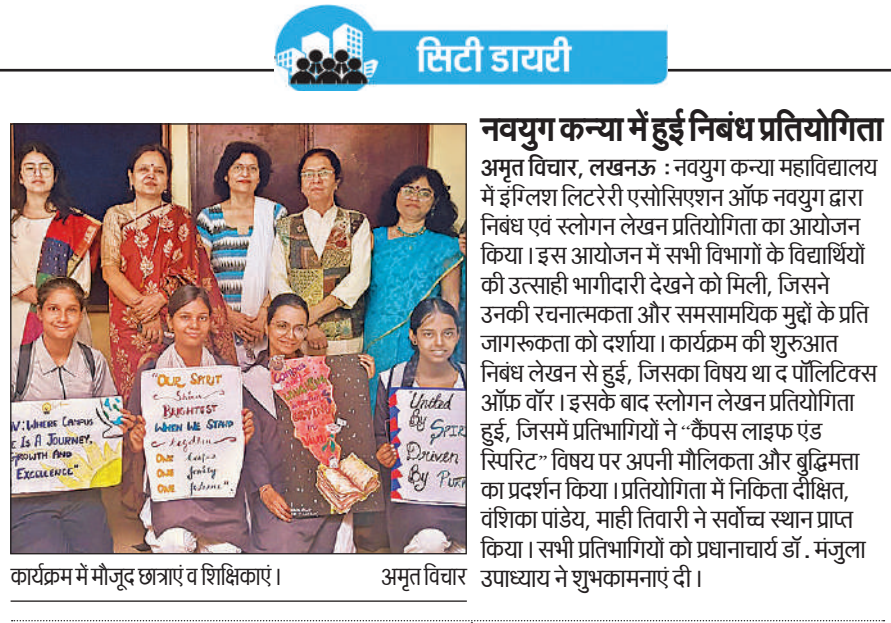 सिटी डायरी
नवयुग कन्या में हुई निबंध प्रतियोगिता
अमृत विचार, लखनऊ : नवयुग कन्या महाविद्यालय
में इंग्लिश लिटरेरी एसोसिएशन ऑफ नवयुग द्वारा
निबंध एवं स्लोगन लेखन प्रतियोगिता का आयोजन
किया। इस आयोजन में सभी विभागों के विद्यार्थियों
की उत्साही भागीदारी देखने को मिली, जिसने
उनकी रचनात्मकता और समसामयिक मुद्दों के प्रति
जागरूकता को दर्शाया। कार्यक्रम की शुरुआत
निबंध लेखन से हुई, जिसका विषय था द पॉलिटिक्स
ऑफ़ वॉर। इसके बाद स्लोगन लेखन प्रतियोगिता
हुई, जिसमें प्रतिभागियों ने “कैंपस लाइफ एंड
स्पिरिट” विषय पर अपनी मौलिकता और बुद्धिमत्ता
का प्रदर्शन किया। प्रतियोगिता में निकिता दीक्षित,
वंशिका पांडेय, माही तिवारी ने सर्वोच्च स्थान प्राप्त
किया। सभी प्रतिभागियों को प्रधानाचार्य डॉ. मंजुला
उपाध्याय ने शुभकामनाएं दी।
: WHERE CAMPUS
IS A JOURNEY,
GROWTH AND
EXCELLENCE"
"OUR SPIRIT
Shine
BRIGHTEST
WHEN WE STAND
Together
ONE
ONE
ONE
Campus
United
By SPIRIT
Driven
By
कार्यक्रम में मौजूद छात्राएं व शिक्षिकाएं।
अमृत विचार